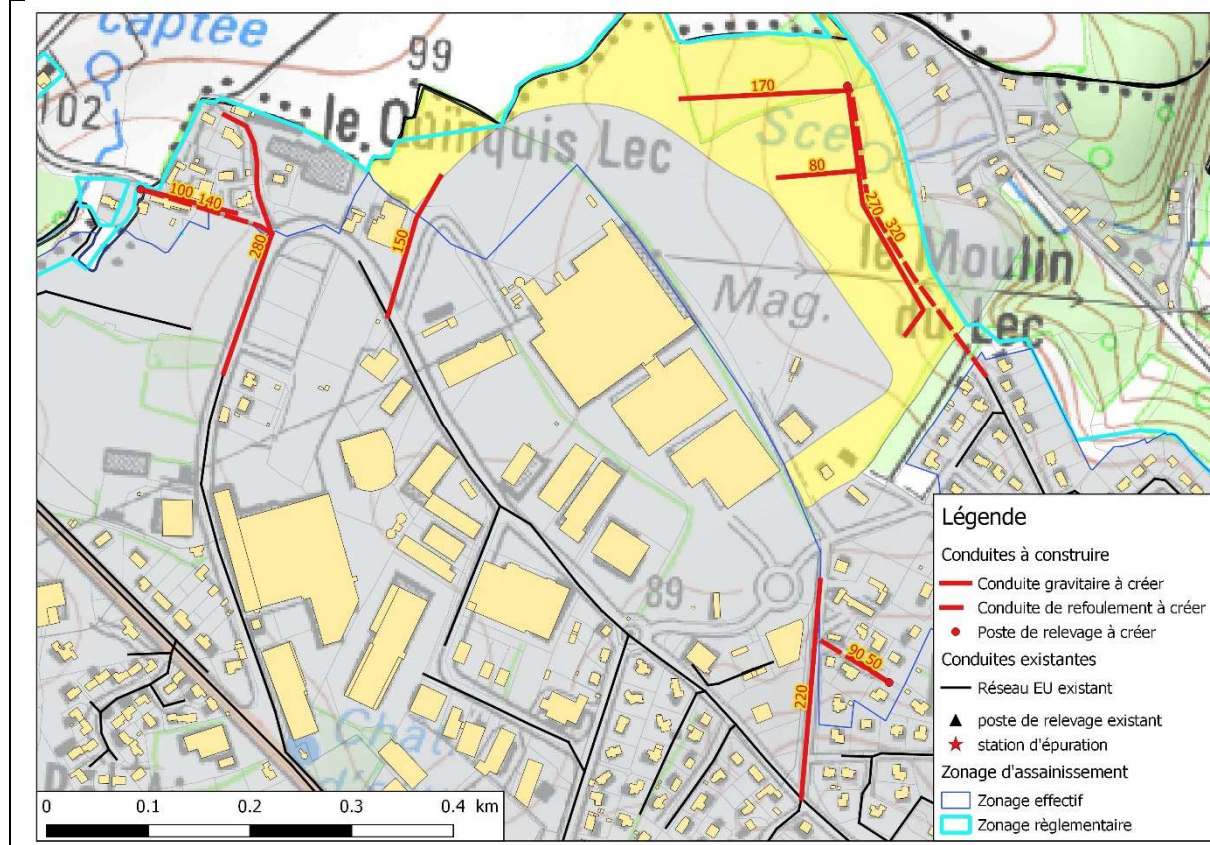 captée
99
102
le Quinquis Lec
170
Sce
80
100 140
280
150
270 320
le Moulin
du Lec
Mag.
89
90 50
220
Légende
Conduites à construire
Conduite gravitaire à créer
Conduite de refoulement à créer
Poste de relevage à créer
Conduites existantes
Réseau EU existant
poste de relevage existant
station d'épuration
Zonage d'assainissement
Zonage effectif
Zonage règlementaire
0 0.1 0.2 0.3 0.4 km